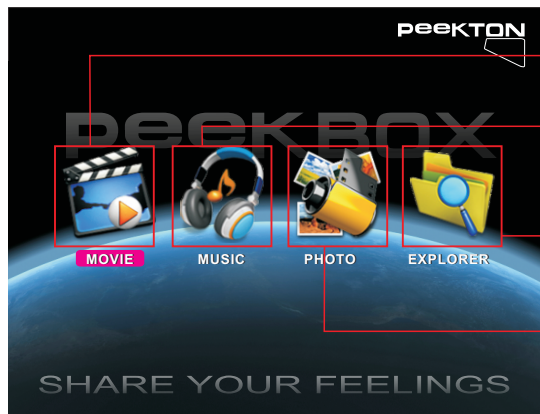 PEEKTON
PEEKBOX
MOVIE MUSIC PHOTO EXPLORER
SHARE YOUR FEELINGS